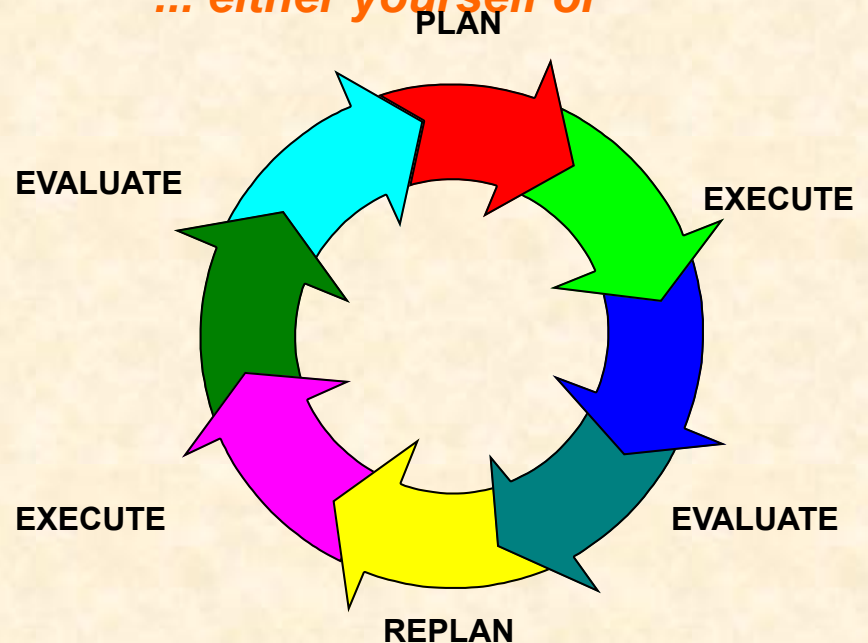 ... either yourself or
PLAN
EXECUTE
EVALUATE
REPLAN
EXECUTE
EVALUATE